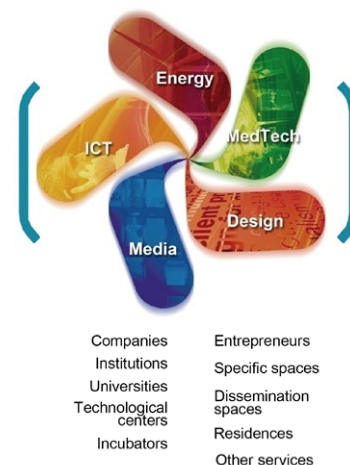 Energy
MedTech
ICT
Design
Media
Companies
Institutions
Universities
Technological
centers
Incubators
Entrepreneurs
Specific spaces
Dissemination
spaces
Residences
Other services